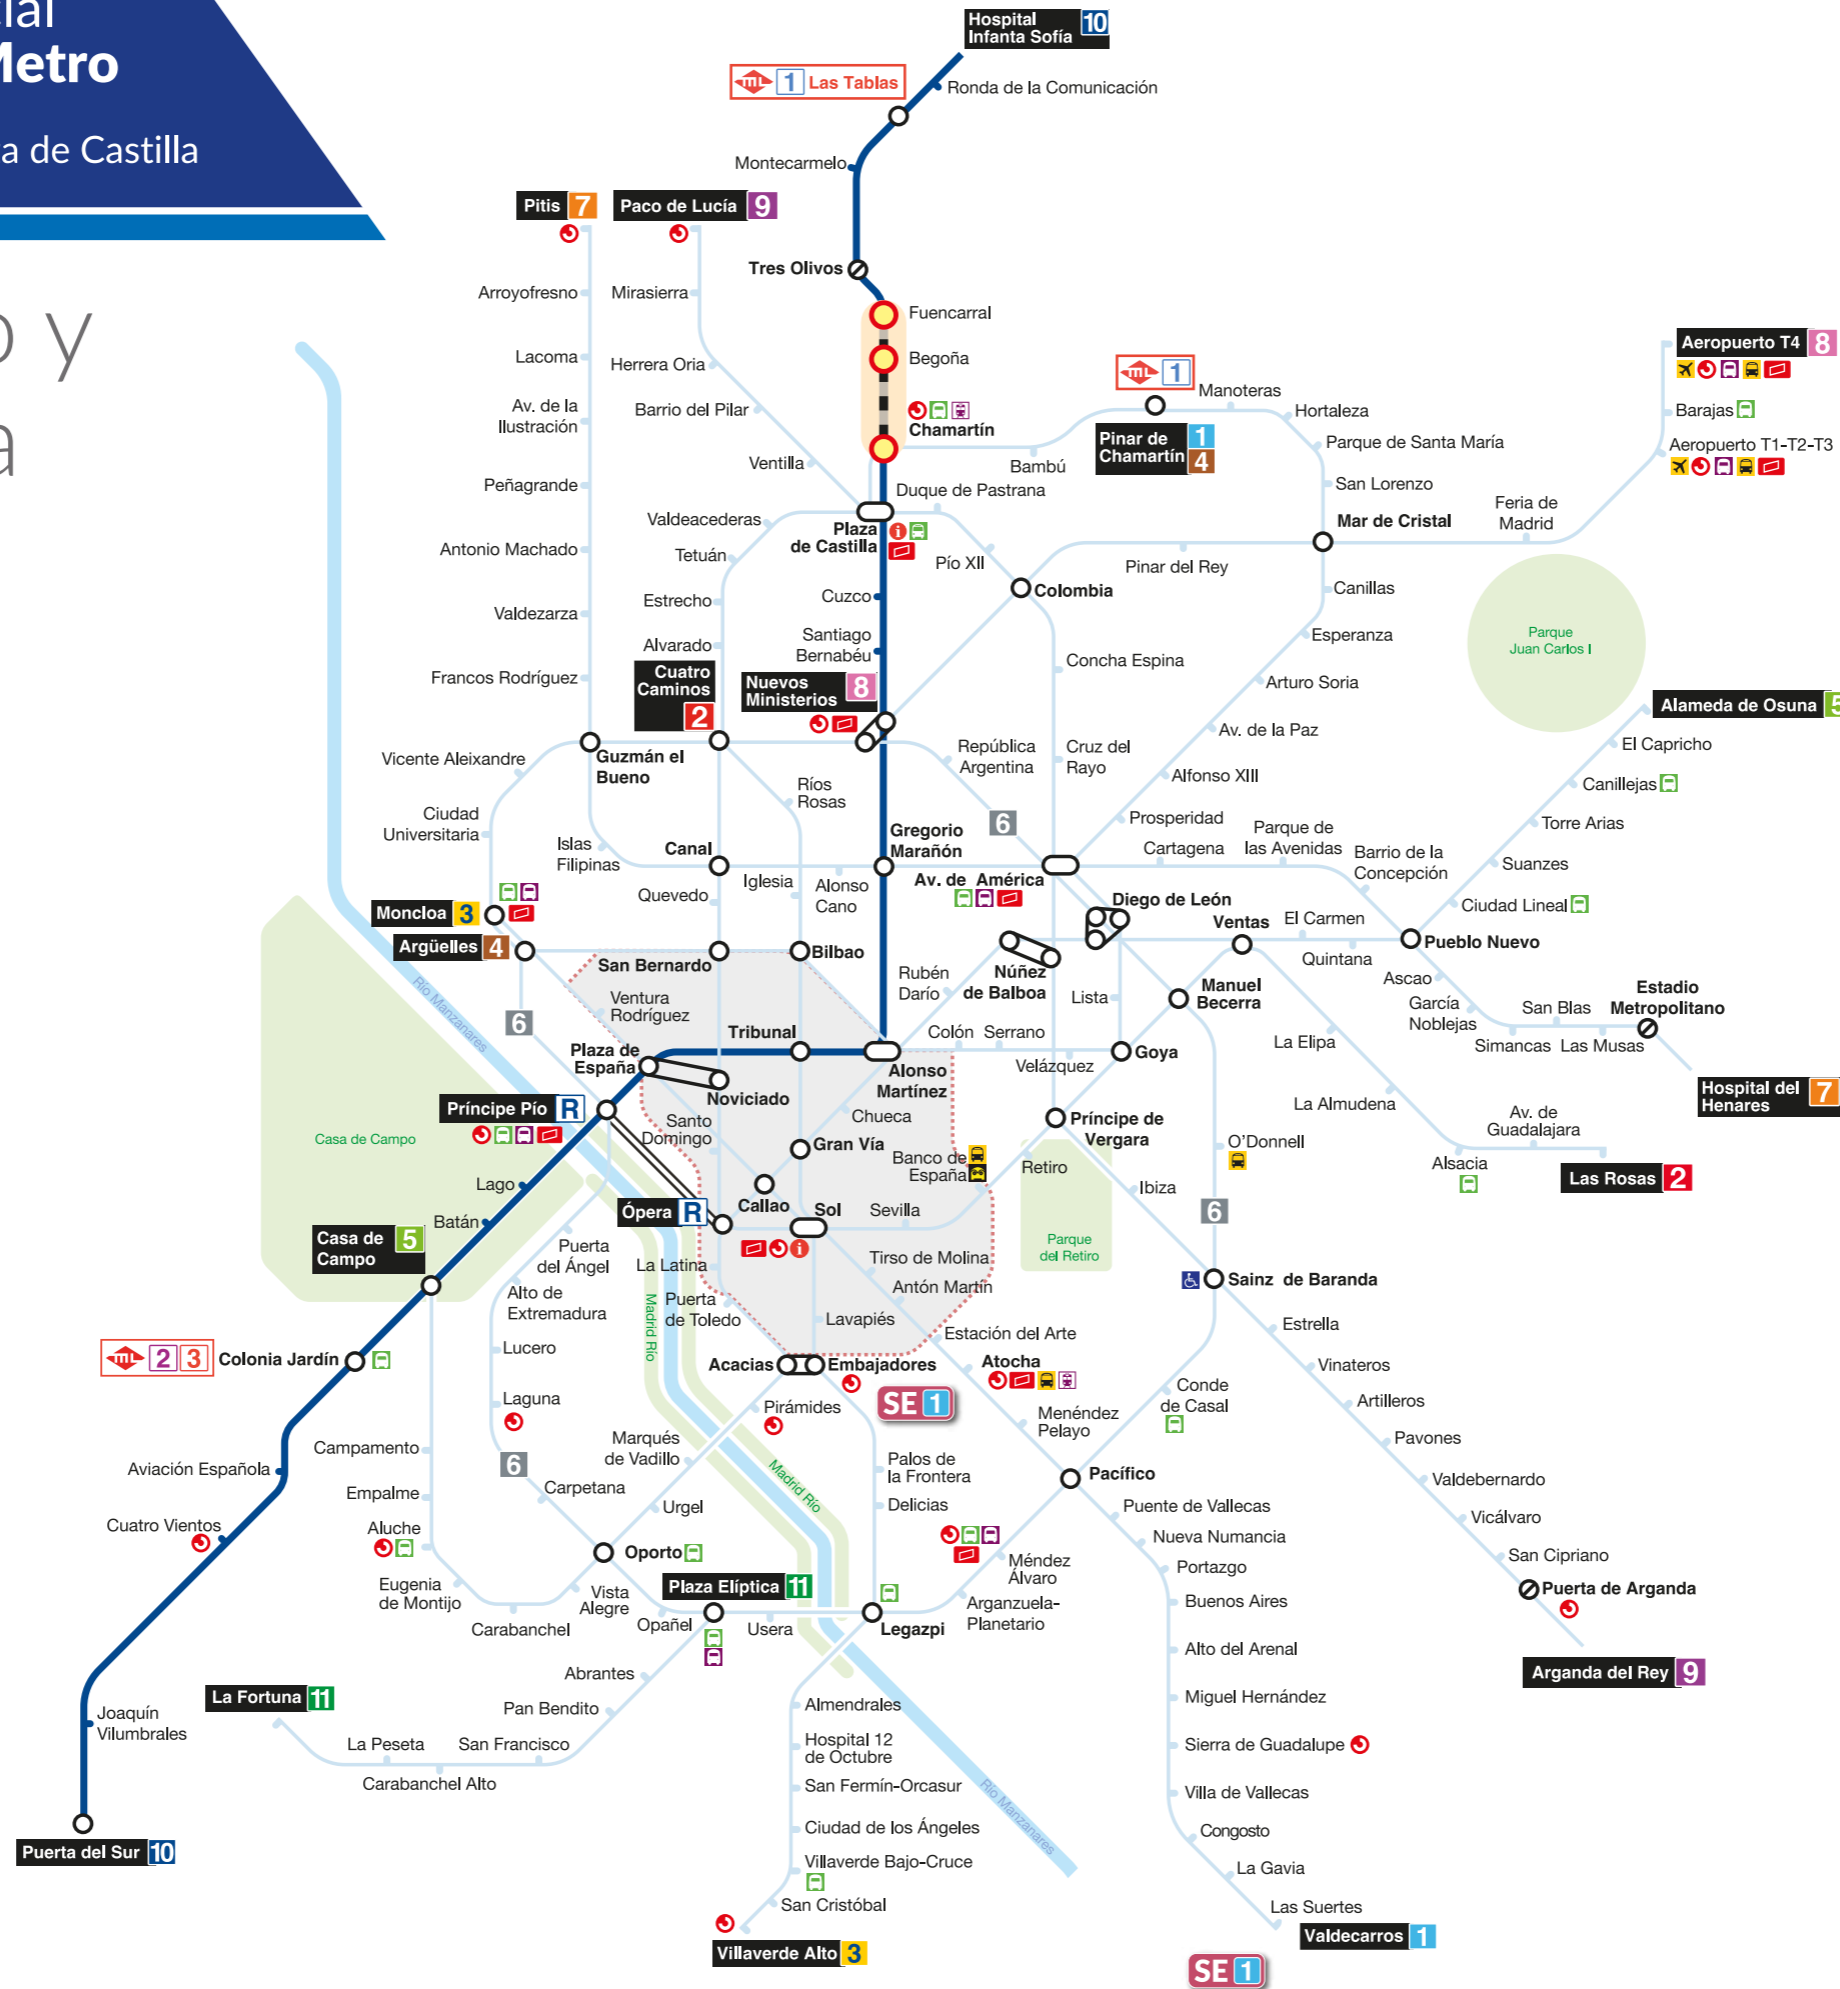 Metro
a de Castilla
y
a
Hospital
Infanta Sofía 10
ML 1 Las Tablas
Ronda de la Comunicación
Montecarmelo
Pitis 7
Paco de Lucía 9
Tres Olivos
Arroyofresno
Mirasierra
Fuencarral
Lacoma
Herrera Oria
Begoña
Aeropuerto T4 8
ML 1
Manoteras
Av. de la
Ilustración
Barrio del Pilar
Chamartín
Hortaleza
Barajas
Pinar de
Chamartín 1 4
Parque de Santa María
Aeropuerto T1-T2-T3
Ventilla
Bambú
Peñagrande
Duque de Pastrana
San Lorenzo
Valdeacederas
Plaza
de Castilla
Mar de Cristal
Feria de
Madrid
Antonio Machado
Tetuán
Pío XII
Pinar del Rey
Estrecho
Cuzco
Colombia
Canillas
Valdezarza
Alvarado
Santiago
Bernabéu
Esperanza
Parque
Juan Carlos I
Francos Rodríguez
Cuatro
Caminos
2
Nuevos
Ministerios 8
Concha Espina
Arturo Soria
Alameda de Osuna 5
Vicente Aleixandre
Guzmán el
Bueno
República
Argentina
Cruz del
Rayo
Av. de la Paz
El Capricho
Ríos
Rosas
Alfonso XIII
Canillejas
Ciudad
Universitaria
6
Prosperidad
Torre Arias
Islas
Filipinas
Canal
Gregorio
Marañón
Cartagena
Parque de
las Avenidas
Barrio de la
Concepción
Suanzes
Quevedo
Iglesia
Alonso
Cano
Av. de América
Diego de León
Ciudad Lineal
Moncloa 3
Ventas
El Carmen
Argüelles 4
San Bernardo
Bilbao
Quintana
Pueblo Nuevo
Rubén
Darío
Núñez
de Balboa
Lista
Manuel
Becerra
Ascao
García
Noblejas
San Blas
Estadio
Metropolitano
Río Manzanares
Ventura
Rodríguez
6
Tribunal
Colón
Serrano
Goya
La Elipa
Simancas
Las Musas
Plaza de
España
Alonso
Martínez
Velázquez
Noviciado
Hospital del
Henares 7
Príncipe Pío R
Santo
Domingo
Chueca
Príncipe de
Vergara
La Almudena
Av. de
Guadalajara
Casa de Campo
Gran Vía
Banco de
España
Retiro
O'Donnell
Alsacia
Las Rosas 2
Lago
Callao
Ibiza
Ópera R
Sol
Sevilla
6
Batán
Casa de
Campo 5
Puerta
del Ángel
La Latina
Tirso de Molina
Parque
del Retiro
Sainz de Baranda
Alto de
Extremadura
Madrid Río
Puerta
de Toledo
Antón Martín
Lavapiés
Estrella
Lucero
Estación del Arte
ML 2 3 Colonia Jardín
Acacias
Embajadores
Atocha
Vinateros
Laguna
SE 1
Conde
de Casal
Artilleros
Pirámides
Menéndez
Pelayo
Campamento
Marqués
de Vadillo
Pavones
Aviación Española
6
Palos de
la Frontera
Pacífico
Valdebernardo
Empalme
Carpetana
Madrid Río
Urgel
Delicias
Puente de Vallecas
Vicálvaro
Cuatro Vientos
Aluche
Nueva Numancia
Oporto
Méndez
Álvaro
Portazgo
San Cipriano
Eugenia
de Montijo
Vista
Alegre
Plaza Elíptica 11
Puerta de Arganda
Carabanchel
Opañel
Usera
Legazpi
Arganzuela-
Planetario
Buenos Aires
Abrantes
Alto del Arenal
Arganda del Rey 9
La Fortuna 11
Pan Bendito
Almendrales
Miguel Hernández
Joaquín
Vilumbrales
La Peseta
San Francisco
Hospital 12
de Octubre
Sierra de Guadalupe
Carabanchel Alto
San Fermín-Orcasur
Río Manzanares
Villa de Vallecas
Ciudad de los Ángeles
Congosto
Puerta del Sur 10
Villaverde Bajo-Cruce
La Gavia
San Cristóbal
Las Suertes
Villaverde Alto 3
Valdecarros 1
SE 1